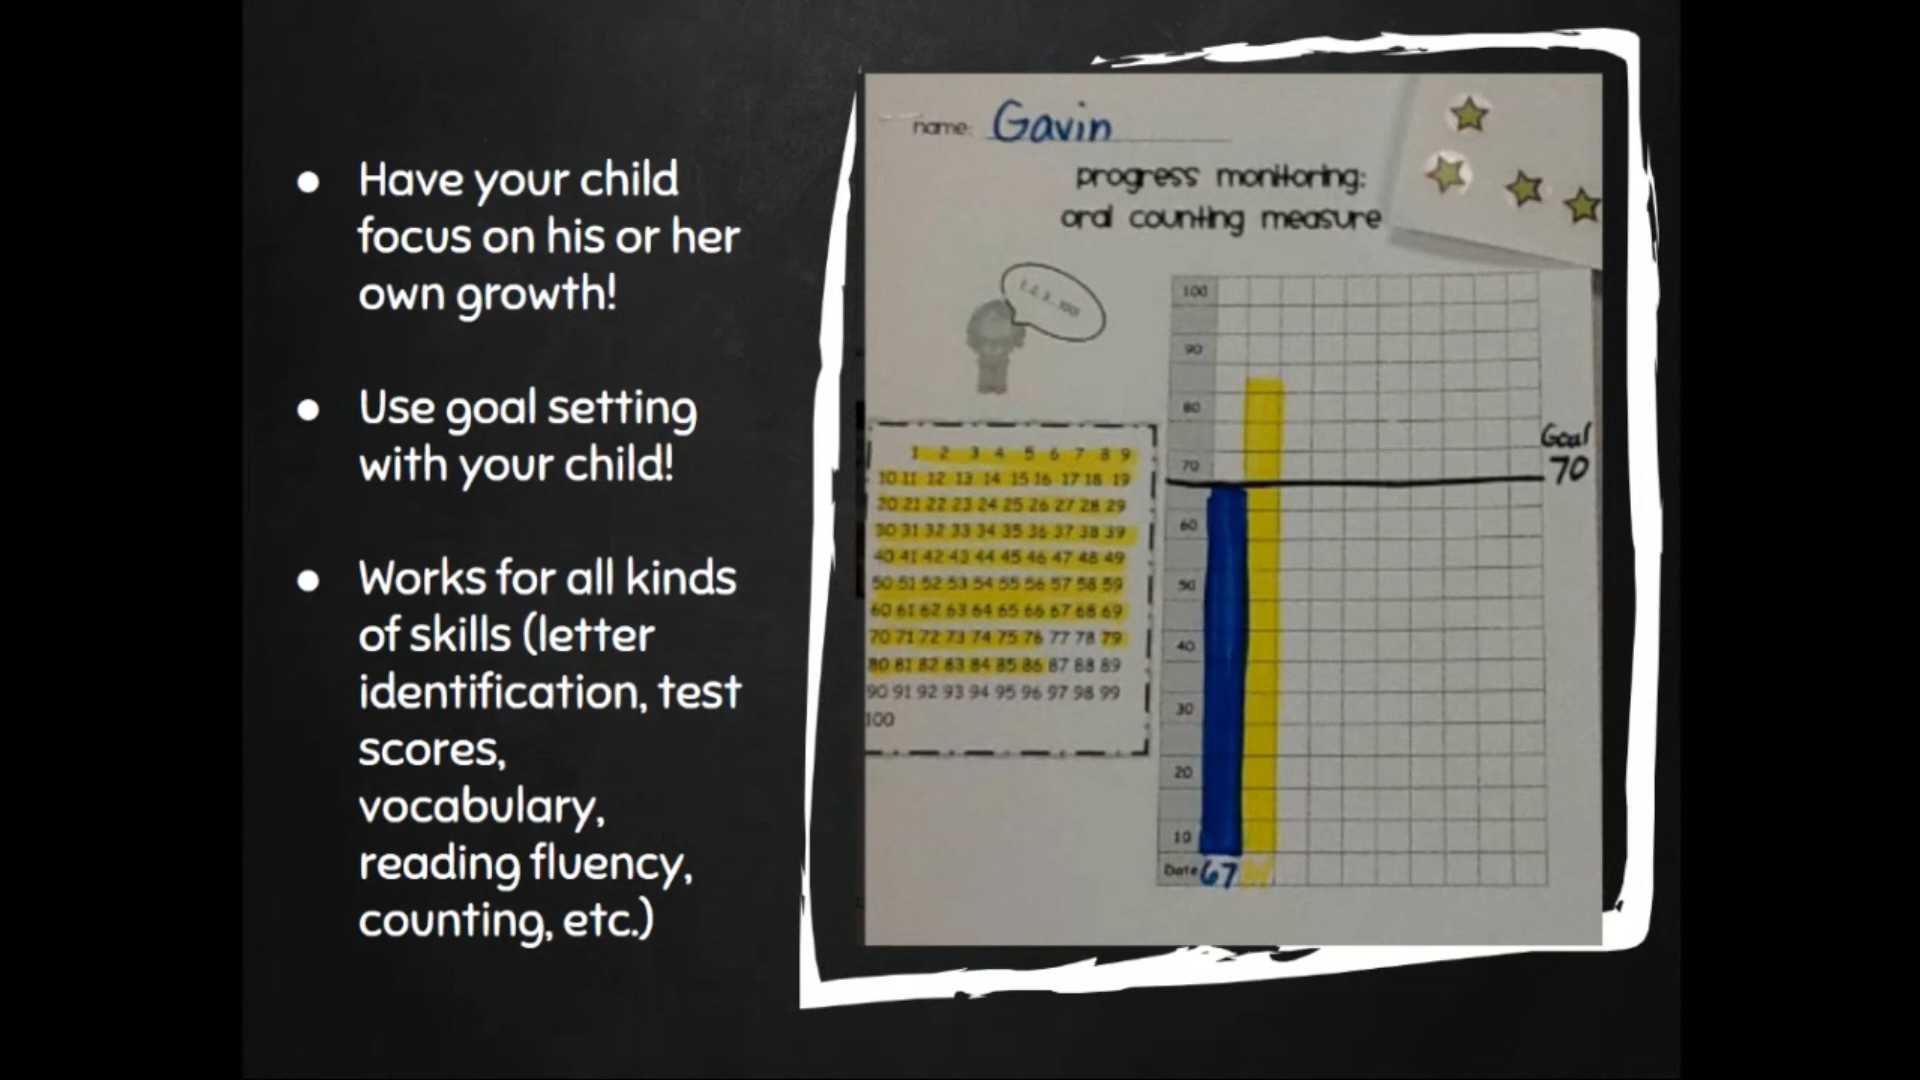 ● Have your child
focus on his or her
own growth!
● Use goal setting
with your child!
● Works for all kinds
of skills (letter
identification, test
scores,
vocabulary,
reading fluency,
counting, etc.)
name: Gavin
progress monitoring:
oral counting measure
1 2 3 4 5 6 7 8 9
10 11 12 13 14 15 16 17 18 19
20 21 22 23 24 25 26 27 28 29
30 31 32 33 34 35 36 37 38 39
40 41 42 43 44 45 46 47 48 49
50 51 52 53 54 55 56 57 58 59
60 61 62 63 64 65 66 67 68 69
70 71 72 73 74 75 76 77 78 79
80 81 82 83 84 85 86 87 88 89
90 91 92 93 94 95 96 97 98 99
100
100
90
80
70
60
50
40
30
20
10
Date 67
Goal
70